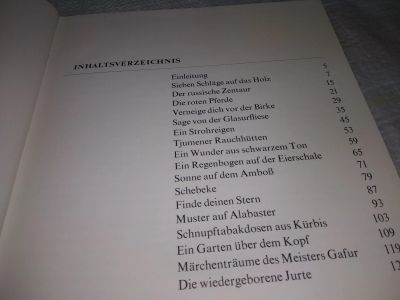 INHALTSVERZEICHNIS
Einleitung 5
Sieben Schläge auf das Holz 7
Der russische Zentaur 15
Die roten Pferde 21
Verneige dich vor der Birke 29
Sage von der Glasurfliese 35
Ein Strohreigen 45
Tjumener Rauchhütten 53
Ein Wunder aus schwarzem Ton 59
Ein Regenbogen auf der Eierschale 65
Sonne auf dem Amboß 71
Schebeke 79
Finde deinen Stern 87
Muster auf Alabaster 93
Schnupftabakdosen aus Kürbis 103
Ein Garten über dem Kopf 109
Märchenträume des Meisters Gafur 119
Die wiedergeborene Jurte